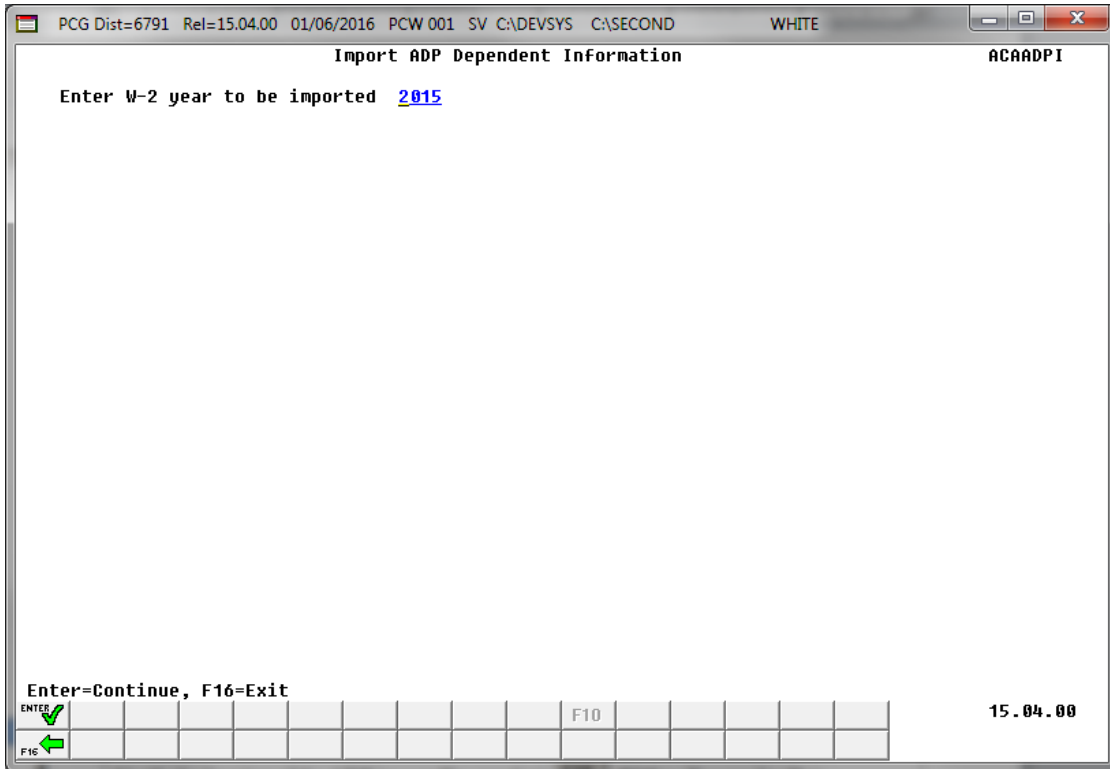 PCG Dist=6791 Rel=15.04.00 01/06/2016 PCW 001 SV C:\DEVSYS C:\SECOND WHITE
Import ADP Dependent Information ACAADPI
Enter W-2 year to be imported 2015
Enter=Continue, F16=Exit
ENTER F10 15.04.00
F16